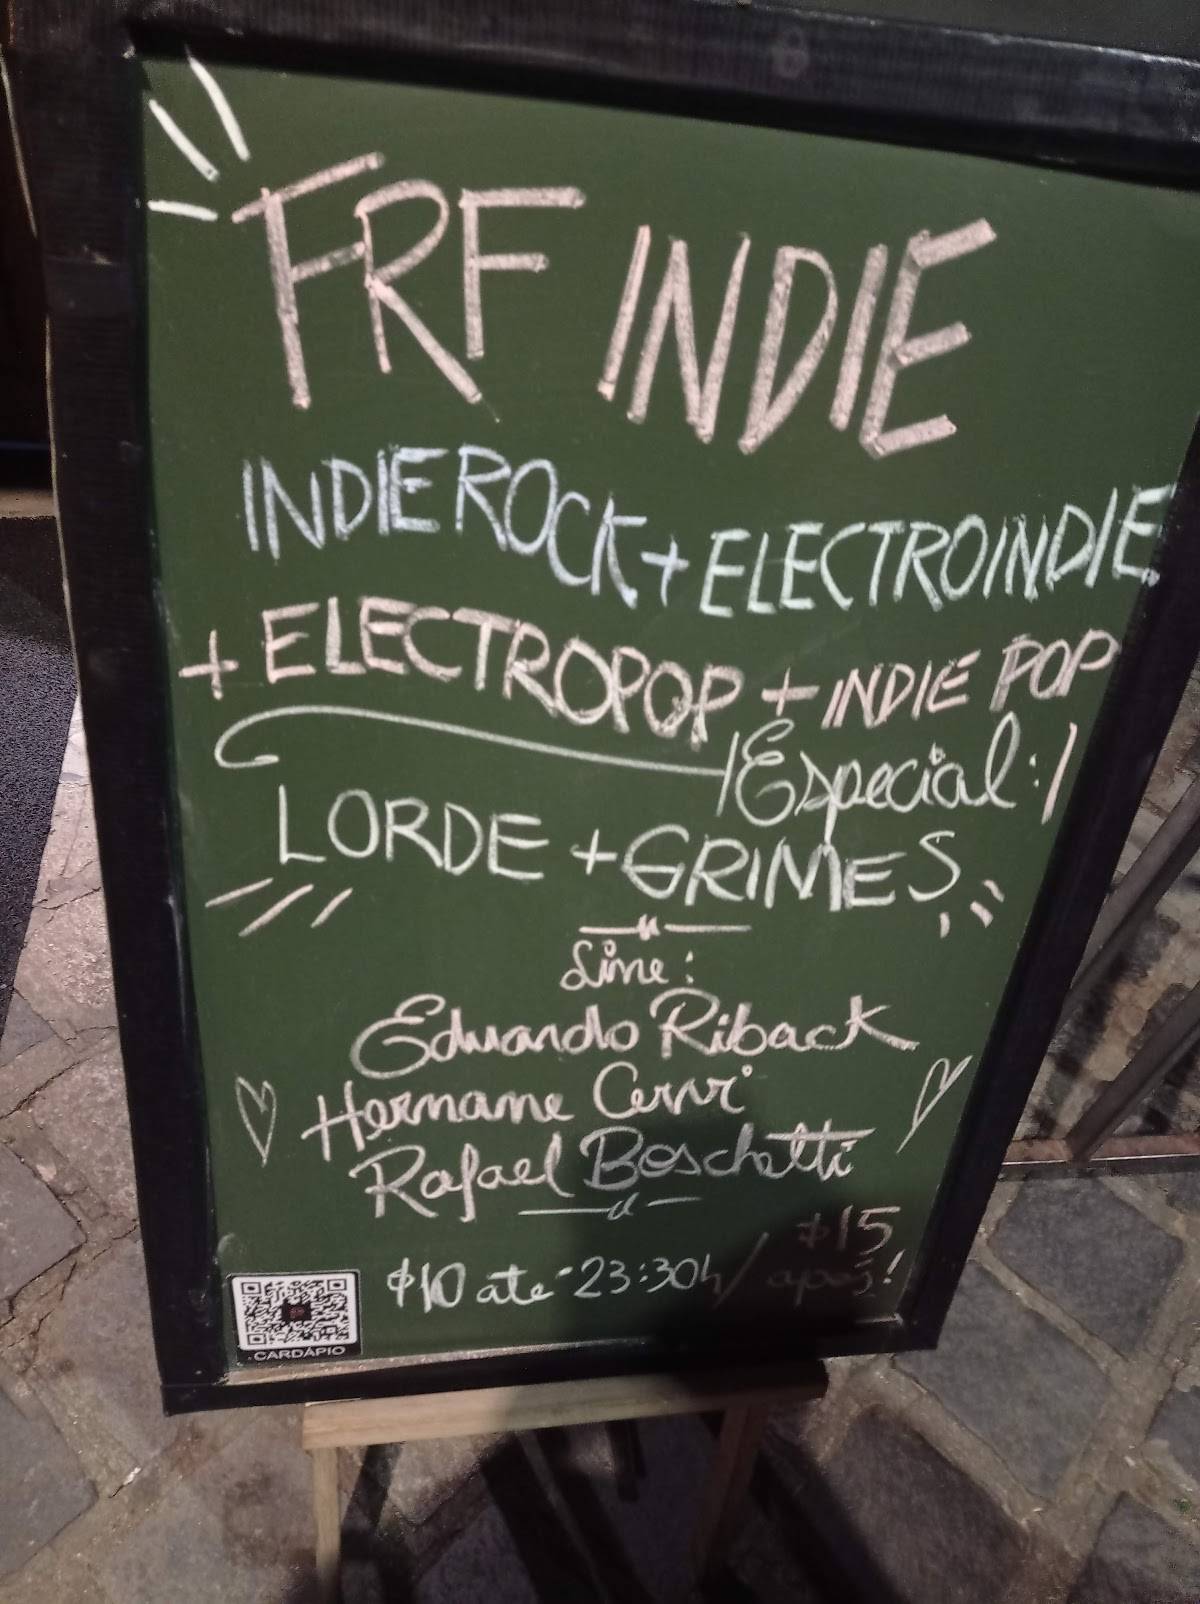 FRF INDIE
INDIE ROCK + ELECTROINDIE
+ ELECTROPOP + INDIE POP
/Especial:/
LORDE + GRIMES
Line:
Eduardo Riback
Hernane Cervi
Rafael Boschetti
$10 até 23:30h / $15 após!
CARDÁPIO